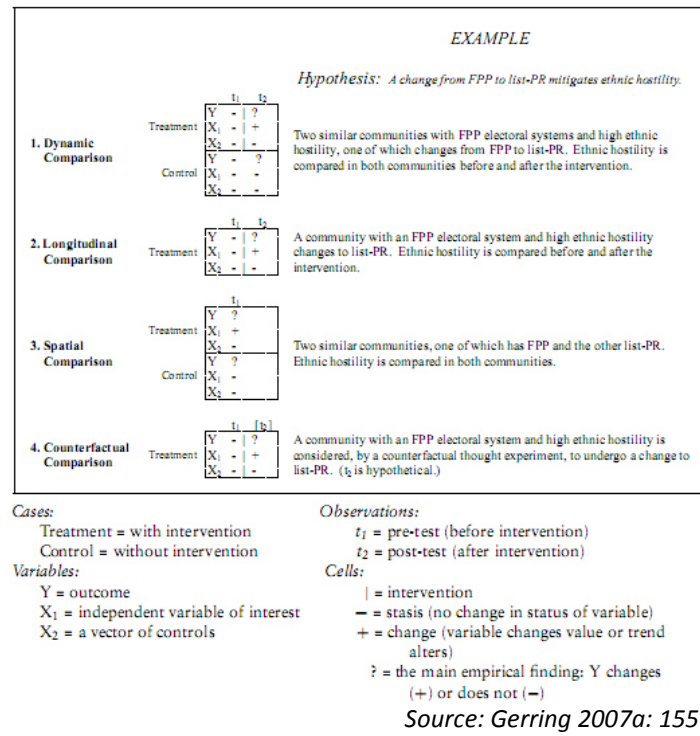 EXAMPLE
Hypothesis: A change from FPP to list-PR mitigates ethnic hostility.
1. Dynamic
Comparison
t₁ t₂
Treatment
Y - | ?
X₁ - | +
X₂ - | -
Control
Y - ?
X₁ - -
X₂ - -
Two similar communities with FPP electoral systems and high ethnic
hostility, one of which changes from FPP to list-PR. Ethnic hostility is
compared in both communities before and after the intervention.
2. Longitudinal
Comparison
t₁ t₂
Treatment
Y - | ?
X₁ - | +
X₂ - | -
A community with an FPP electoral system and high ethnic hostility
changes to list-PR. Ethnic hostility is compared before and after the
intervention.
3. Spatial
Comparison
t₁
Treatment
Y ?
X₁ +
X₂ -
Control
Y ?
X₁ -
X₂ -
Two similar communities, one of which has FPP and the other list-PR.
Ethnic hostility is compared in both communities.
4. Counterfactual
Comparison
t₁ [t₂]
Treatment
Y - | ?
X₁ - | +
X₂ - | -
A community with an FPP electoral system and high ethnic hostility is
considered, by a counterfactual thought experiment, to undergo a change to
list-PR. (t₂ is hypothetical.)
Cases:
Treatment = with intervention
Control = without intervention
Variables:
Y = outcome
X₁ = independent variable of interest
X₂ = a vector of controls
Observations:
t₁ = pre-test (before intervention)
t₂ = post-test (after intervention)
Cells:
| = intervention
− = stasis (no change in status of variable)
+ = change (variable changes value or trend
alters)
? = the main empirical finding: Y changes
(+) or does not (−)
Source: Gerring 2007a: 155